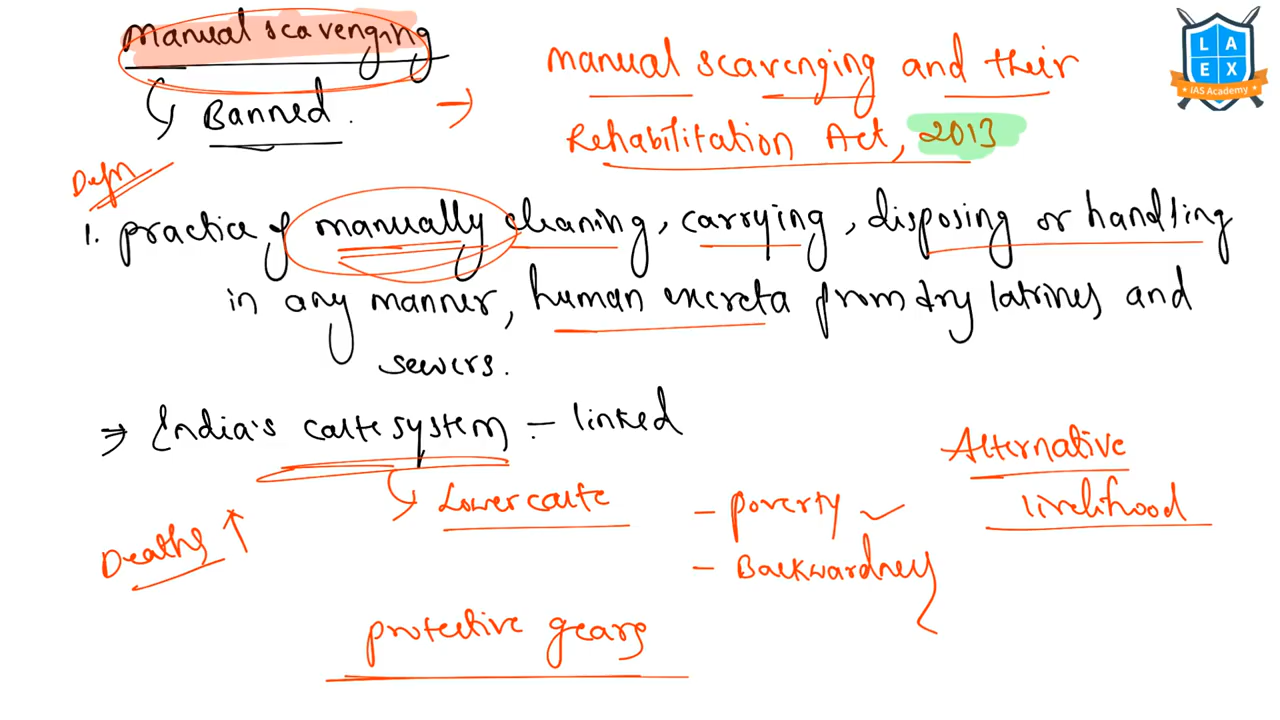 Manual scavenging
Banned.
manual scavenging and their
Rehabilitation Act, 2013
L A
E X
IAS Academy
Defn
1. practice of manually cleaning, carrying, disposing or handling
in any manner, human excreta from dry latrines and
sewers.
⇒ India's caste system - linked
Lower caste
Deaths ↑
- poverty ✓
- Backwardness
Alternative
livelihood
protective gears